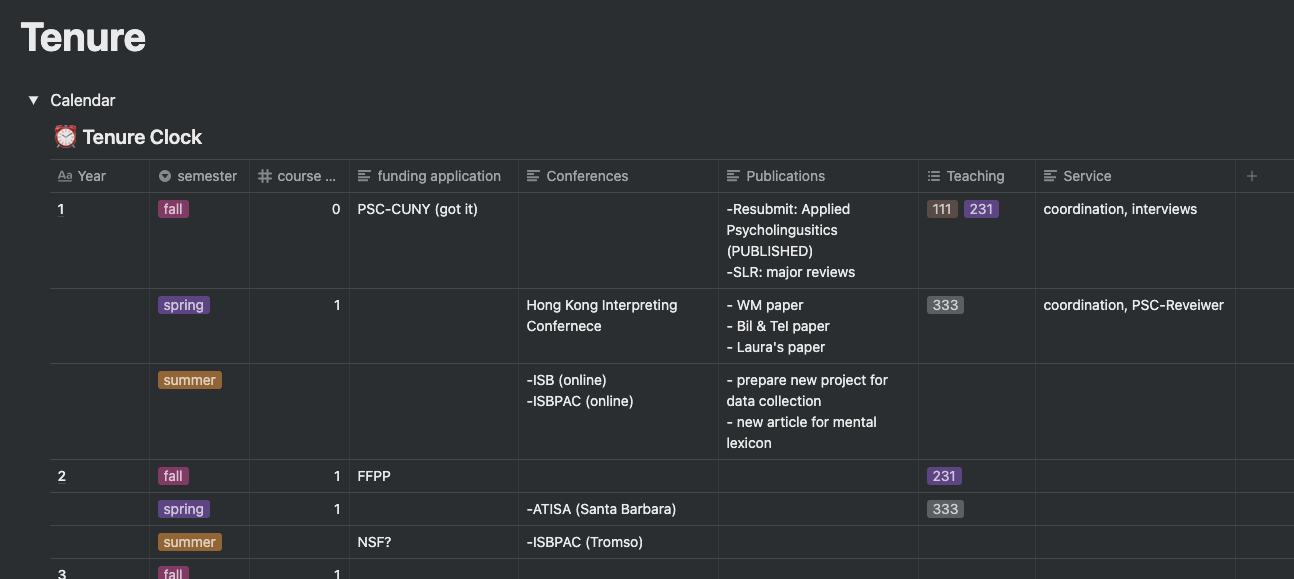 Tenure
▼ Calendar
⏰ Tenure Clock
Aa Year semester # course ... funding application Conferences Publications Teaching Service +
1 fall 0 PSC-CUNY (got it) -Resubmit: Applied 111 231 coordination, interviews
Psycholingusitics
(PUBLISHED)
-SLR: major reviews
spring 1 Hong Kong Interpreting - WM paper 333 coordination, PSC-Reveiwer
Confernece - Bil & Tel paper
- Laura's paper
summer -ISB (online) - prepare new project for
-ISBPAC (online) data collection
- new article for mental
lexicon
2 fall 1 FFPP 231
spring 1 -ATISA (Santa Barbara) 333
summer NSF? -ISBPAC (Tromso)
3 fall 1